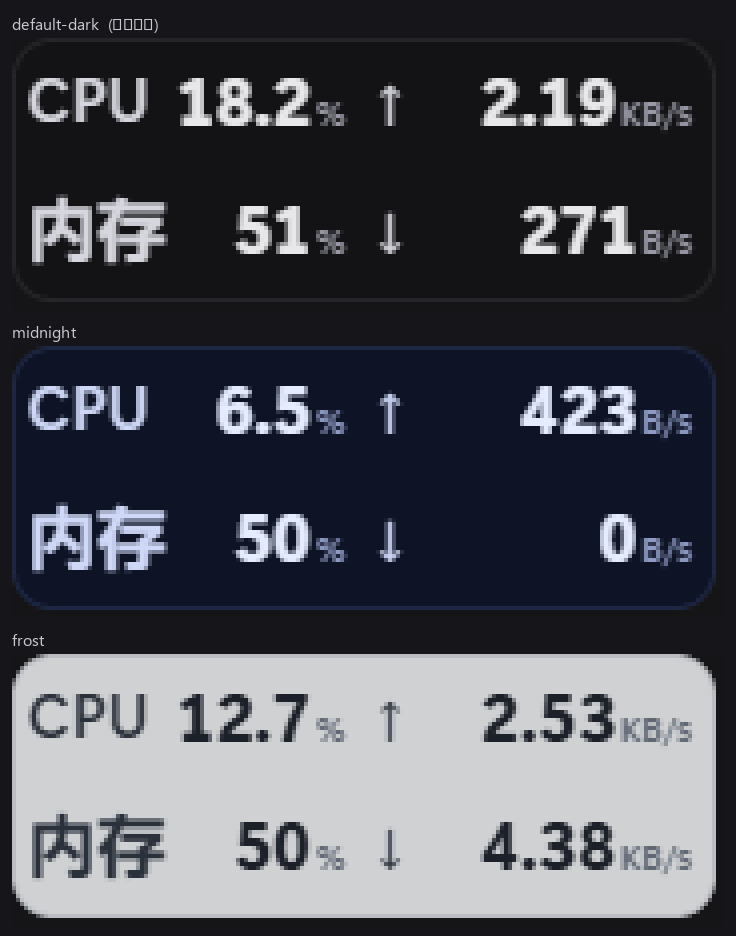 default-dark (□□□□)
CPU 18.2% ↑ 2.19KB/s
内存 51% ↓ 271B/s
midnight
CPU 6.5% ↑ 423B/s
内存 50% ↓ 0B/s
frost
CPU 12.7% ↑ 2.53KB/s
内存 50% ↓ 4.38KB/s